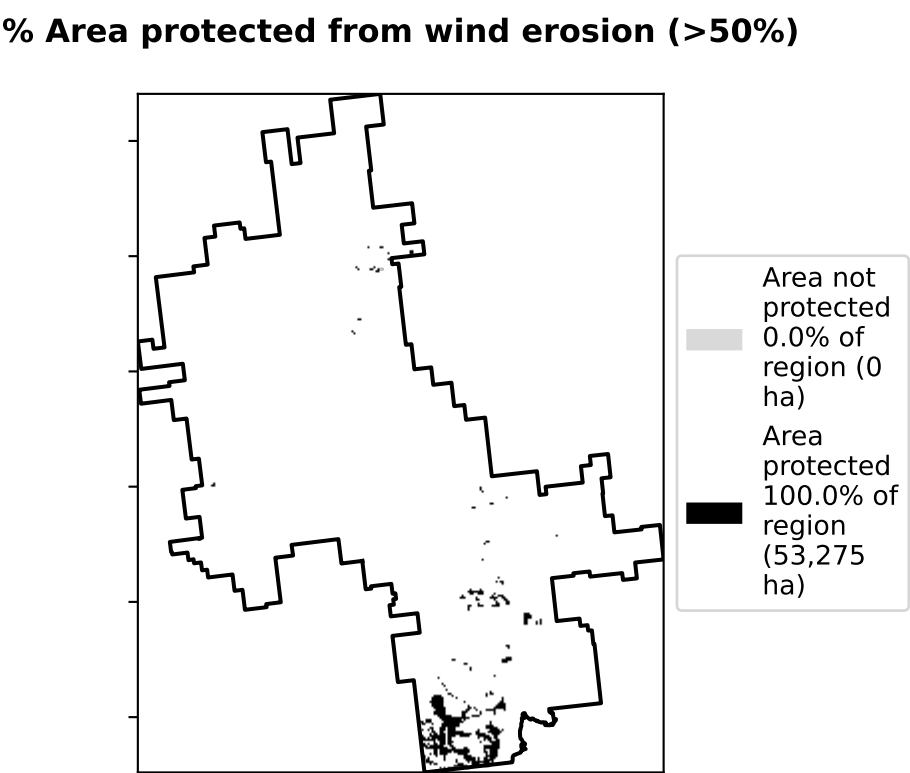 % Area protected from wind erosion (>50%)
Area not
protected
0.0% of
region (0
ha)
Area
protected
100.0% of
region
(53,275
ha)